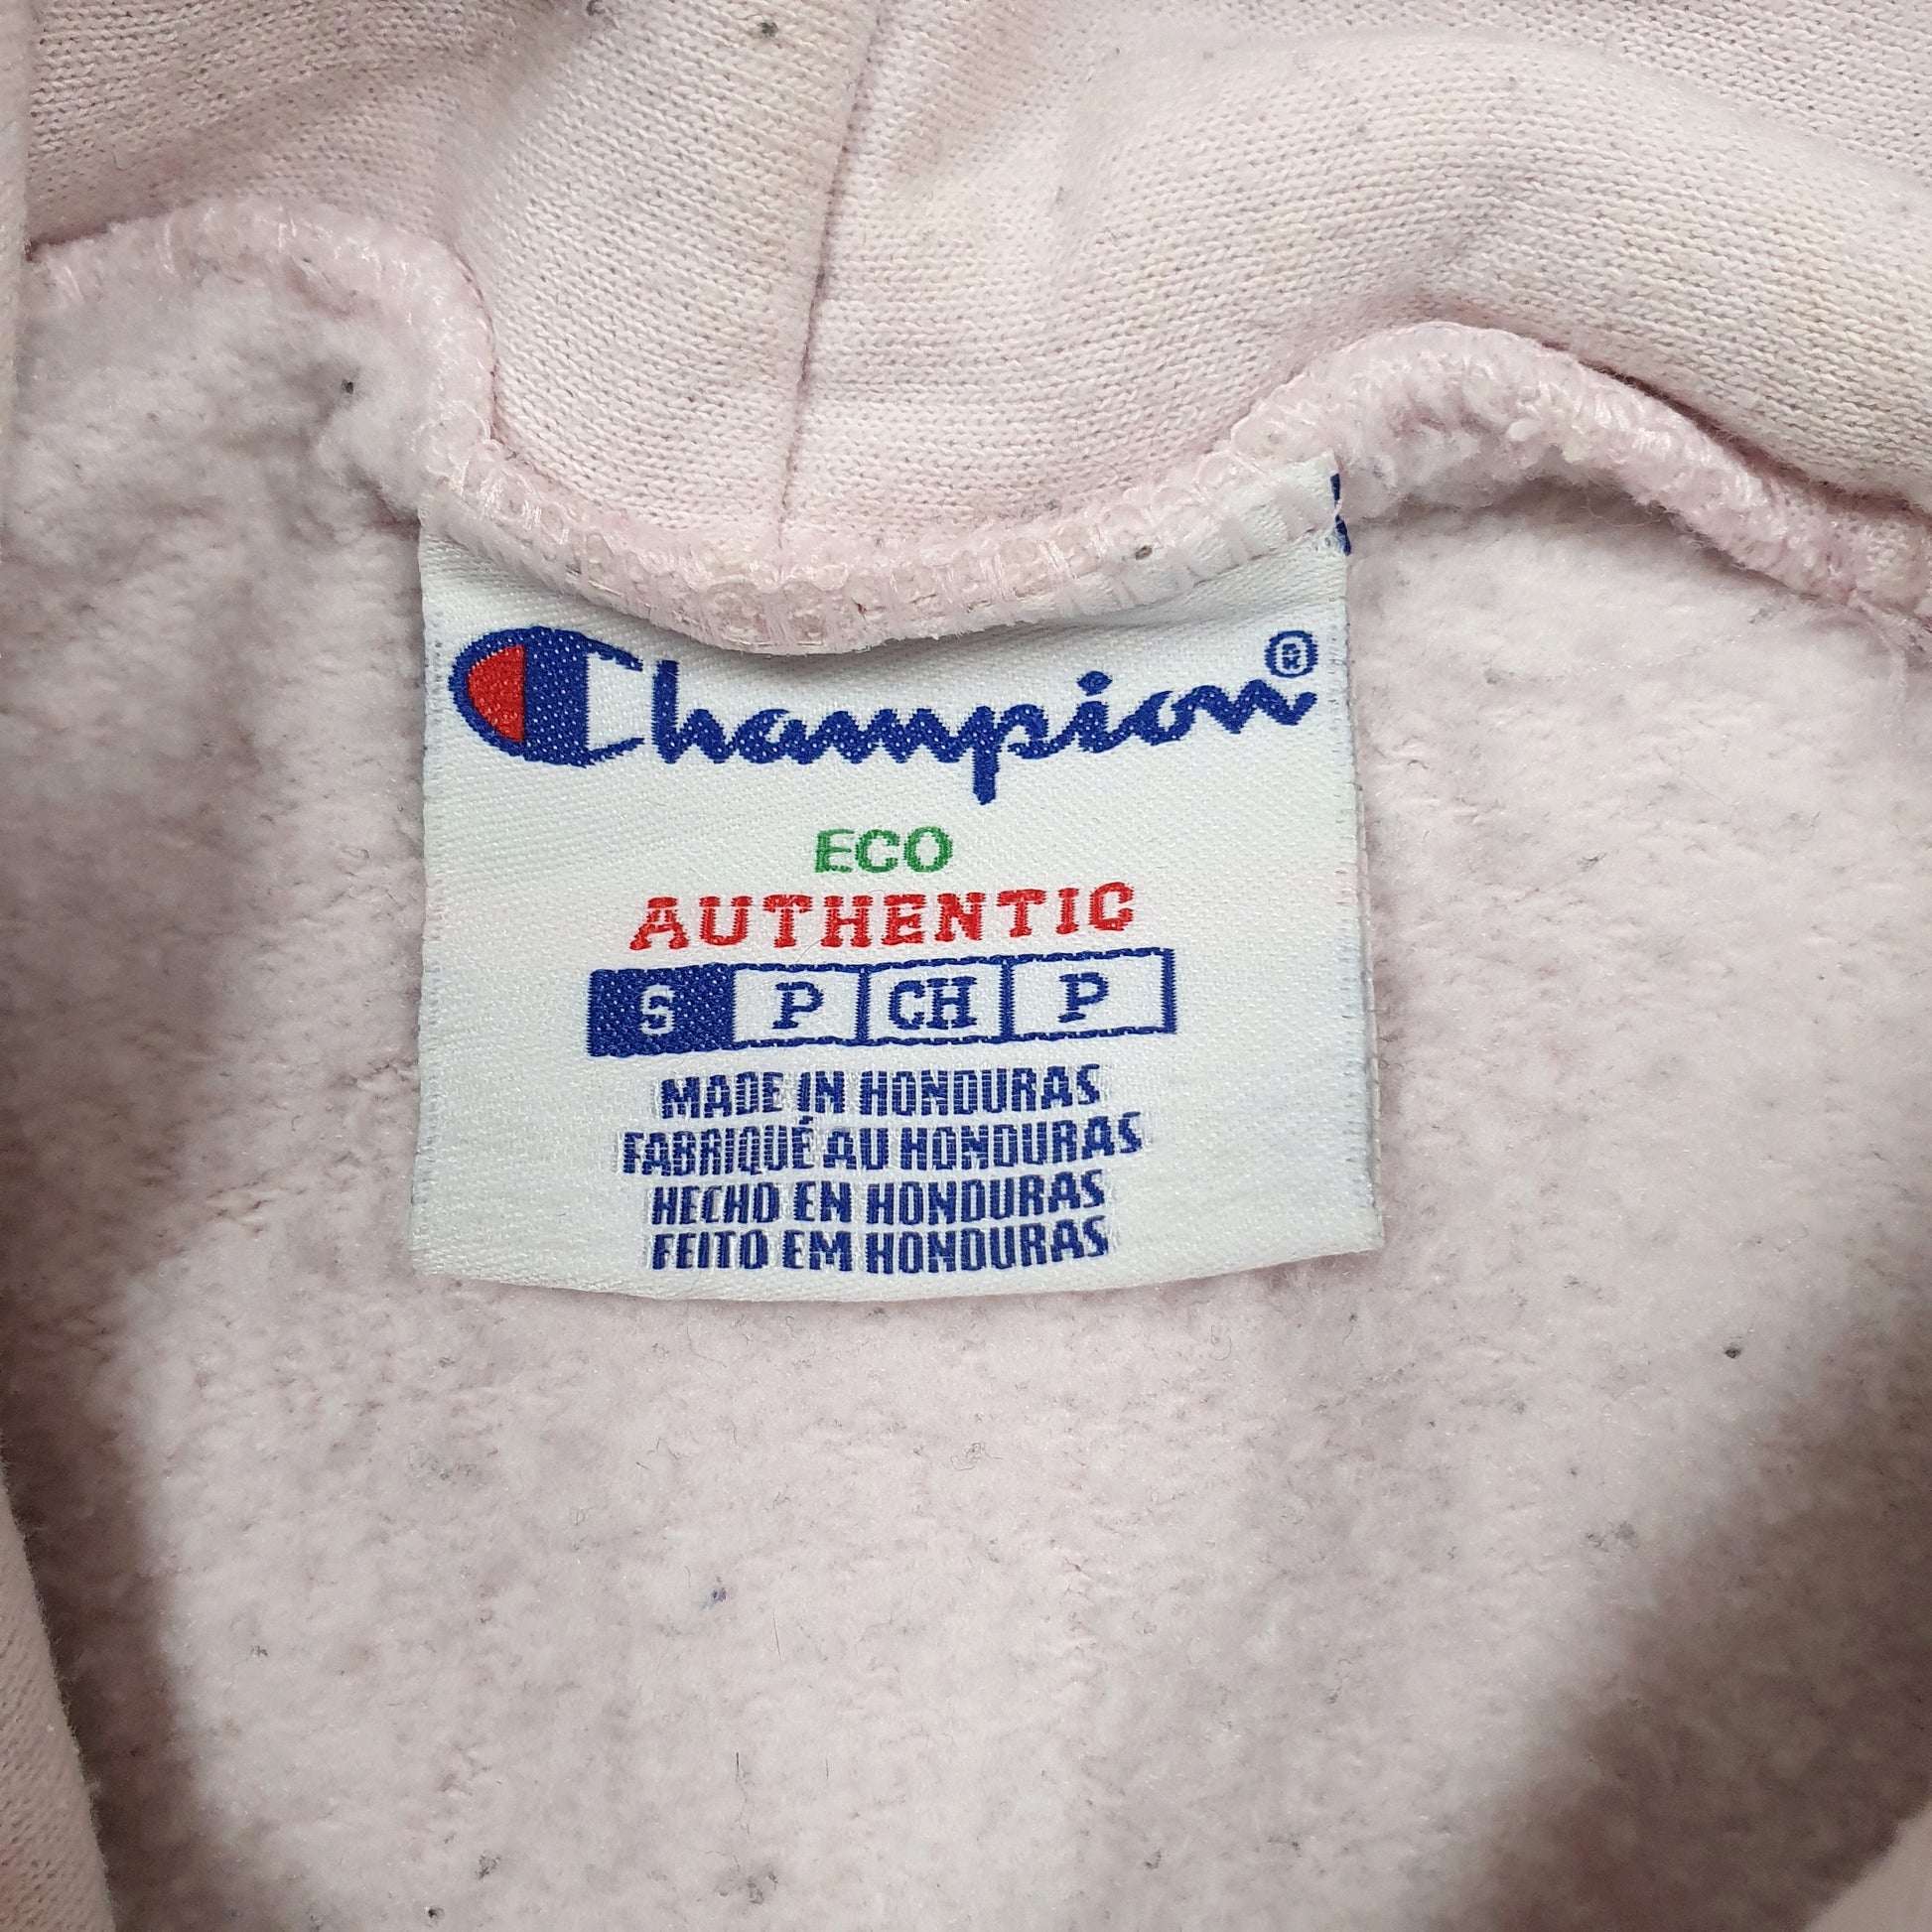 Champion®
ECO
AUTHENTIC
S P CH P
MADE IN HONDURAS
FABRIQUÉ AU HONDURAS
HECHO EN HONDURAS
FEITO EM HONDURAS